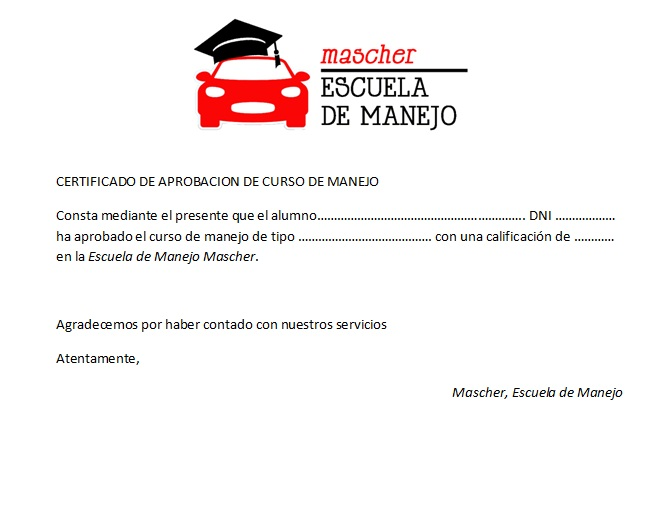 mascher
ESCUELA
DE MANEJO
CERTIFICADO DE APROBACION DE CURSO DE MANEJO
Consta mediante el presente que el alumno............................................................. DNI ..................
ha aprobado el curso de manejo de tipo ........................................ con una calificación de ............
en la Escuela de Manejo Mascher.
Agradecemos por haber contado con nuestros servicios
Atentamente,
Mascher, Escuela de Manejo